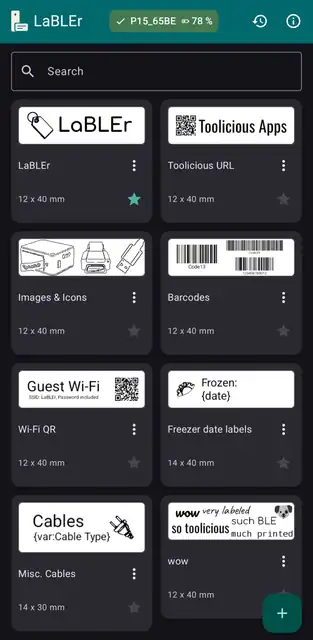 LaBLEr
P15_65BE 78 %
Search
LaBLEr
Toolicious Apps
LaBLEr
Toolicious URL
12 x 40 mm
12 x 40 mm
Code13
Images & Icons
Barcodes
12 x 40 mm
12 x 40 mm
Guest Wi-Fi
SSID: LaBLEr, Password included
Frozen:
{date}
Wi-Fi QR
Freezer date labels
12 x 40 mm
14 x 40 mm
Cables
{var:Cable Type}
wow very labeled
so toolicious such BLE
much printed
Misc. Cables
wow
14 x 30 mm
12 x 40 mm